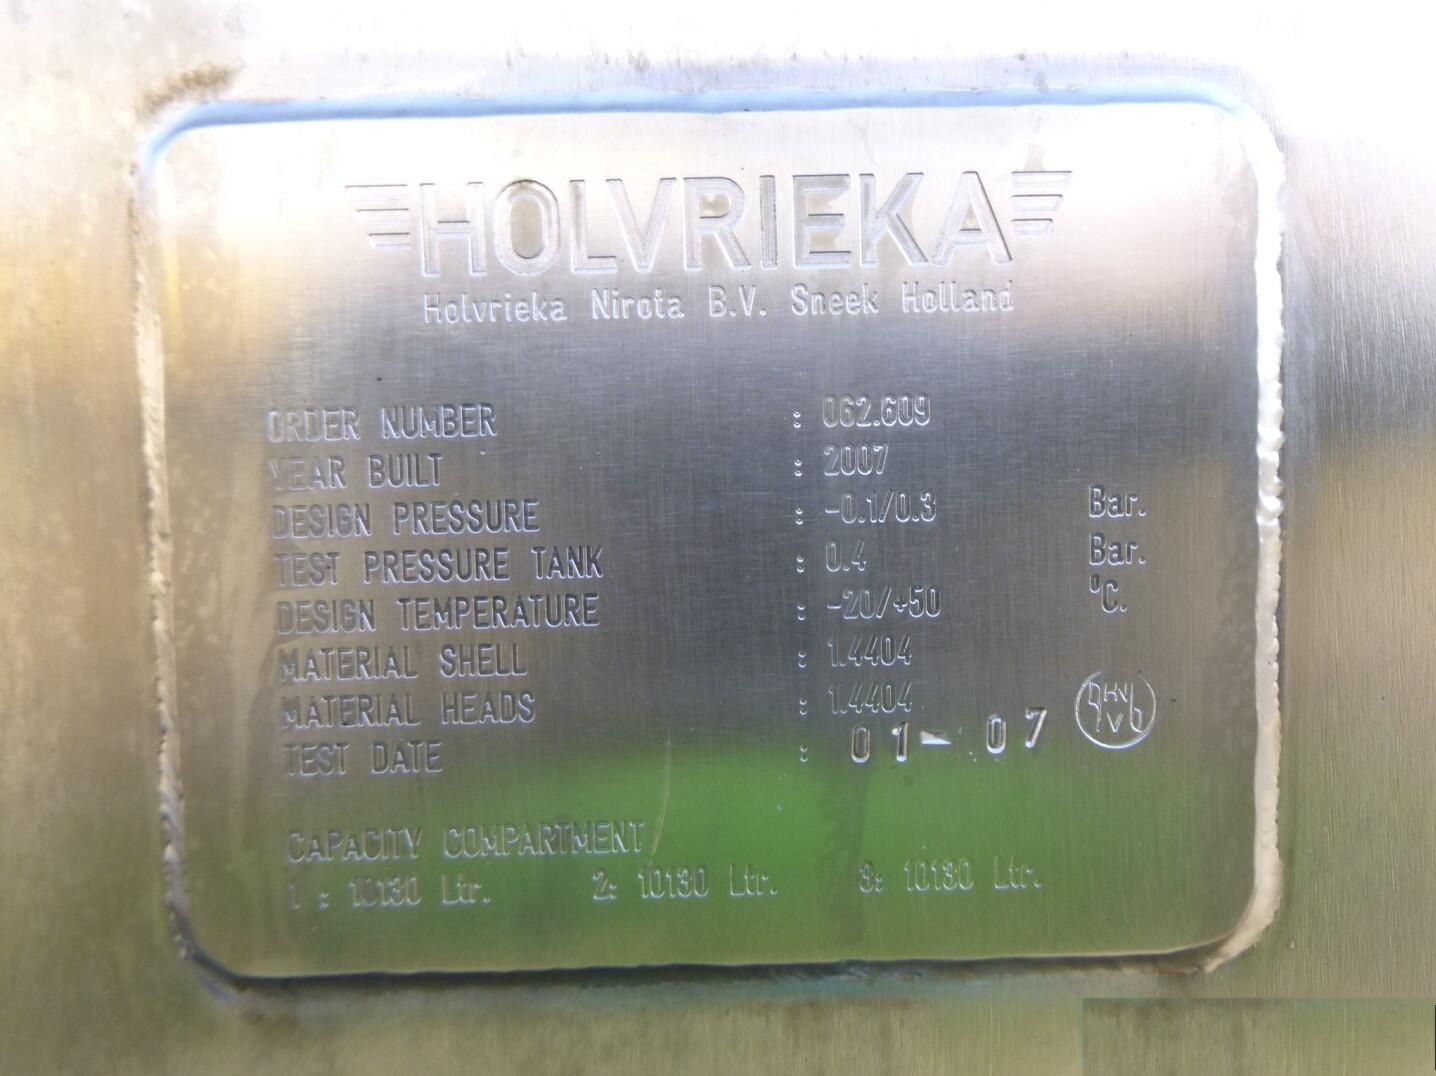 HOLVRIEKA
Holvrieka Nirota B.V. Sneek Holland
ORDER NUMBER : 062.609
YEAR BUILT : 2007
DESIGN PRESSURE : -0.1/0.3 Bar.
TEST PRESSURE TANK : 0.4 Bar.
DESIGN TEMPERATURE : -20/+50 °C.
MATERIAL SHELL : 1.4404
MATERIAL HEADS : 1.4404
TEST DATE : 01-07
CAPACITY COMPARTMENT
1 : 10130 Ltr. 2: 10130 Ltr. 3: 10130 Ltr.